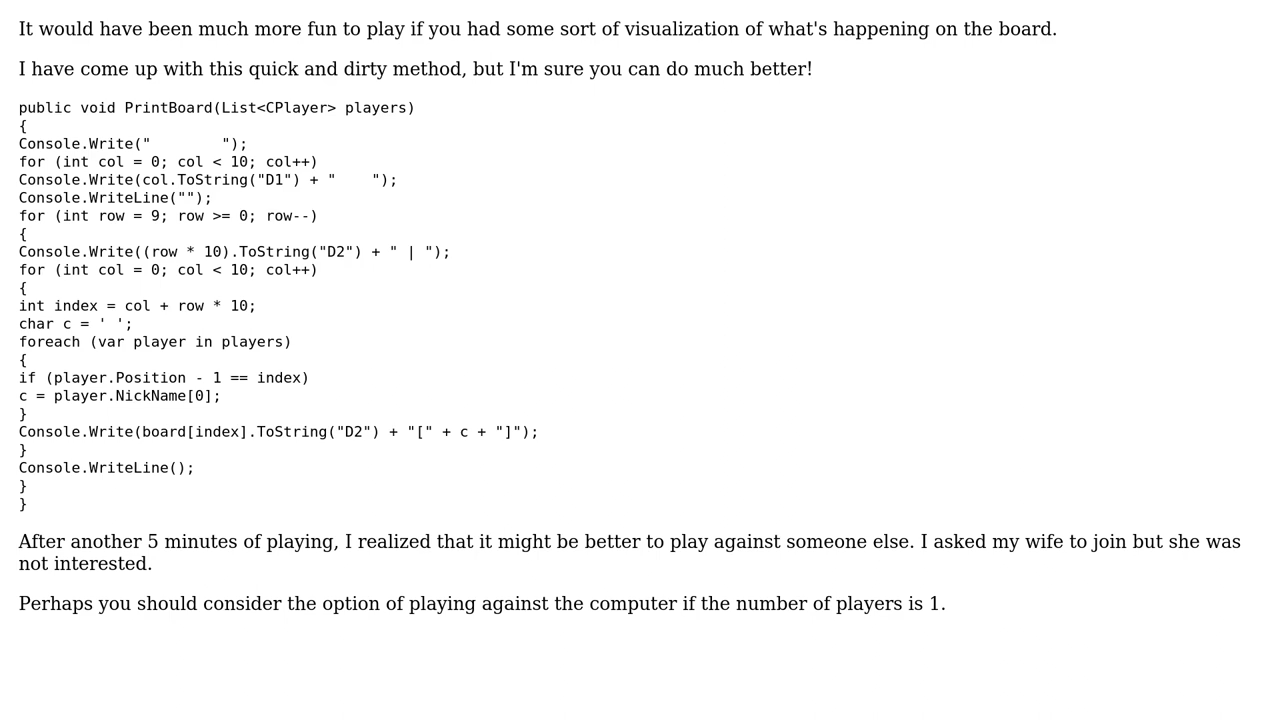 It would have been much more fun to play if you had some sort of visualization of what's happening on the board.
I have come up with this quick and dirty method, but I'm sure you can do much better!
public void PrintBoard(List<CPlayer> players)
{
Console.Write("        ");
for (int col = 0; col < 10; col++)
Console.Write(col.ToString("D1") + "    ");
Console.WriteLine("");
for (int row = 9; row >= 0; row--)
{
Console.Write((row * 10).ToString("D2") + " | ");
for (int col = 0; col < 10; col++)
{
int index = col + row * 10;
char c = ' ';
foreach (var player in players)
{
if (player.Position - 1 == index)
c = player.NickName[0];
}
Console.Write(board[index].ToString("D2") + "[" + c + "]");
}
Console.WriteLine();
}
}
After another 5 minutes of playing, I realized that it might be better to play against someone else. I asked my wife to join but she was
not interested.
Perhaps you should consider the option of playing against the computer if the number of players is 1.